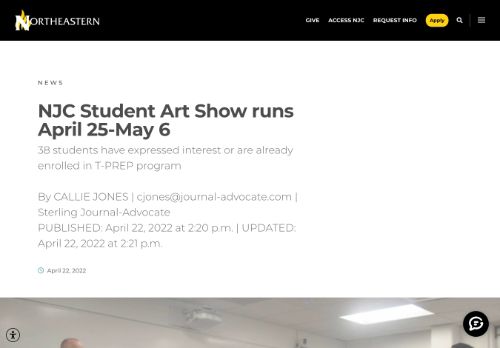 NORTHEASTERN
GIVE ACCESS NJC REQUEST INFO Apply
NEWS
NJC Student Art Show runs
April 25-May 6
38 students have expressed interest or are already
enrolled in T-PREP program
By CALLIE JONES | cjones@journal-advocate.com |
Sterling Journal-Advocate
PUBLISHED: April 22, 2022 at 2:20 p.m. | UPDATED:
April 22, 2022 at 2:21 p.m.
April 22, 2022